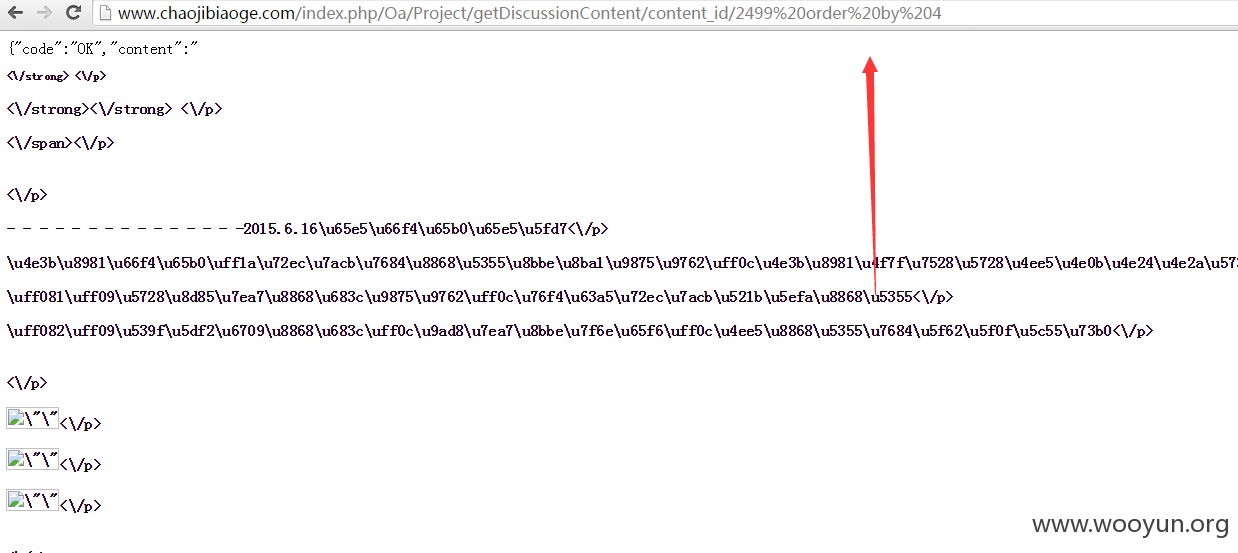 www.chaojibiaoge.com/index.php/Oa/Project/getDiscussionContent/content_id/2499%20order%20by%204
{"code":"OK","content":"
<\/strong> <\/p>
<\/strong><\/strong> <\/p>
<\/span><\/p>
<\/p>
- - - - - - - - - - - - - - -2015.6.16\u65e5\u66f4\u65b0\u65e5\u5fd7<\/p>
\u4e3b\u8981\u66f4\u65b0\uff1a\u72ec\u7acb\u7684\u8868\u5355\u8bbe\u8ba1\u9875\u9762\uff0c\u4e3b\u8981\u4f7f\u7528\u5728\u4ee5\u4e0b\u4e24\u4e2a\u573
\uff081\uff09\u5728\u8d85\u7ea7\u8868\u683c\u9875\u9762\uff0c\u76f4\u63a5\u72ec\u7acb\u521b\u5efa\u8868\u5355<\/p>
\uff082\uff09\u539f\u5df2\u6709\u8868\u683c\uff0c\u9ad8\u7ea7\u8bbe\u7f6e\u65f6\uff0c\u4ee5\u8868\u5355\u7684\u5f62\u5f0f\u5c55\u73b0<\/p>
<\/p>
\"\"<\/p>
\"\"<\/p>
\"\"<\/p>
www.wooyun.org